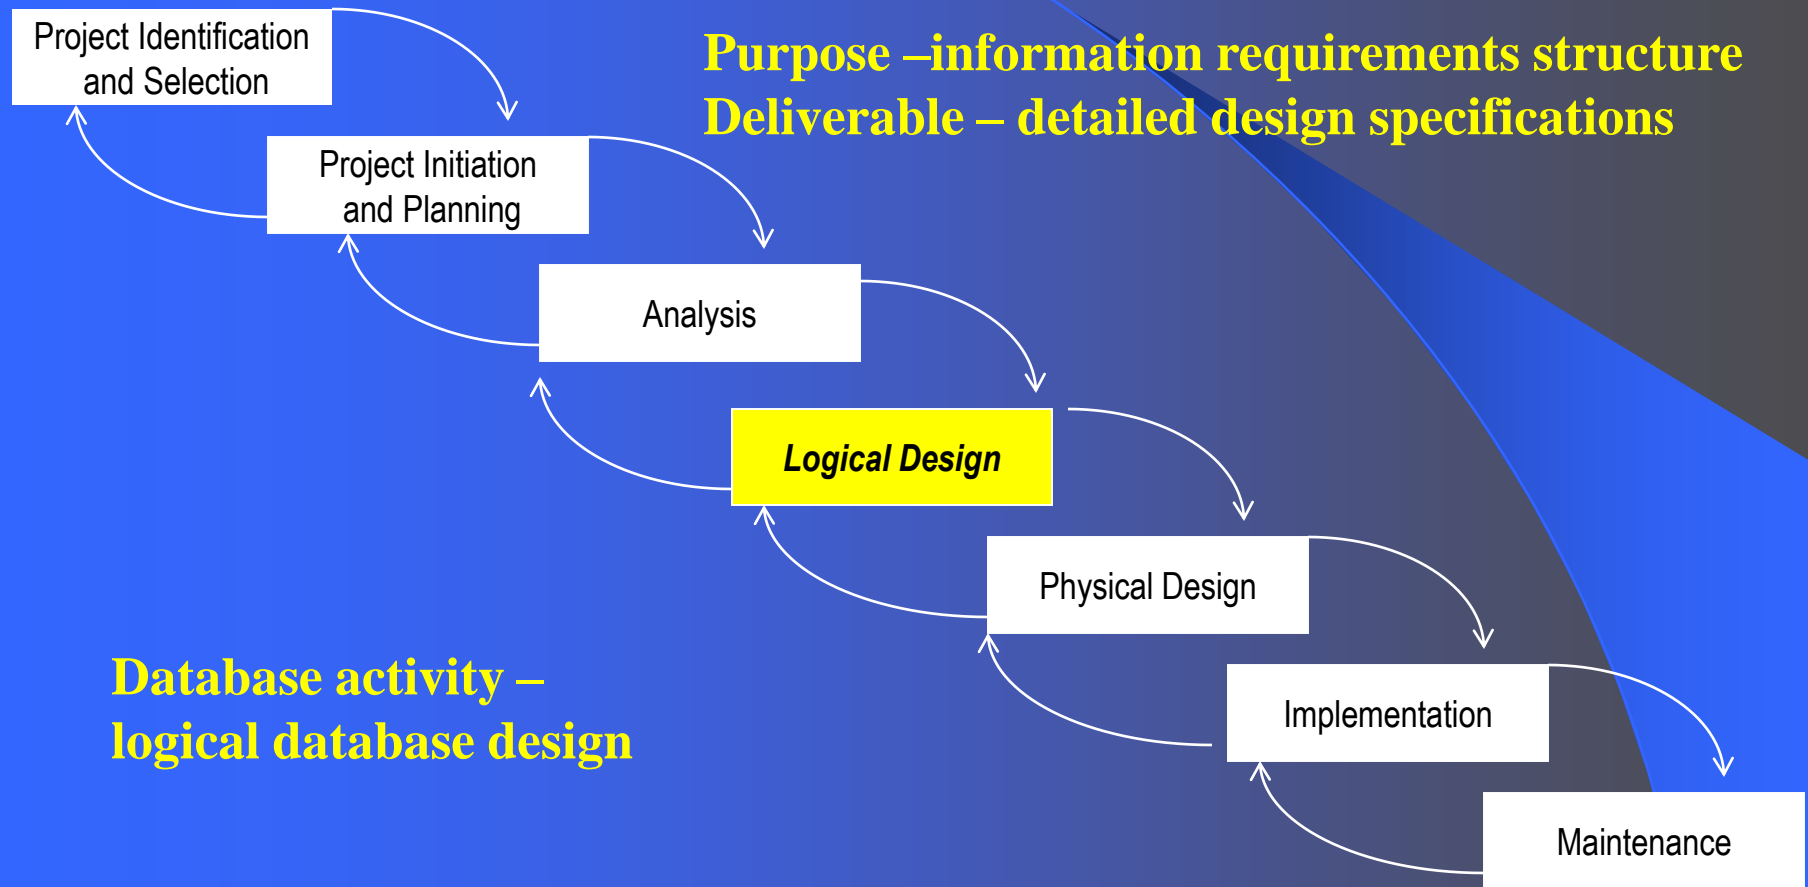 Project Identification
and Selection
Purpose –information requirements structure
Deliverable – detailed design specifications
Project Initiation
and Planning
Analysis
Logical Design
Physical Design
Database activity –
logical database design
Implementation
Maintenance